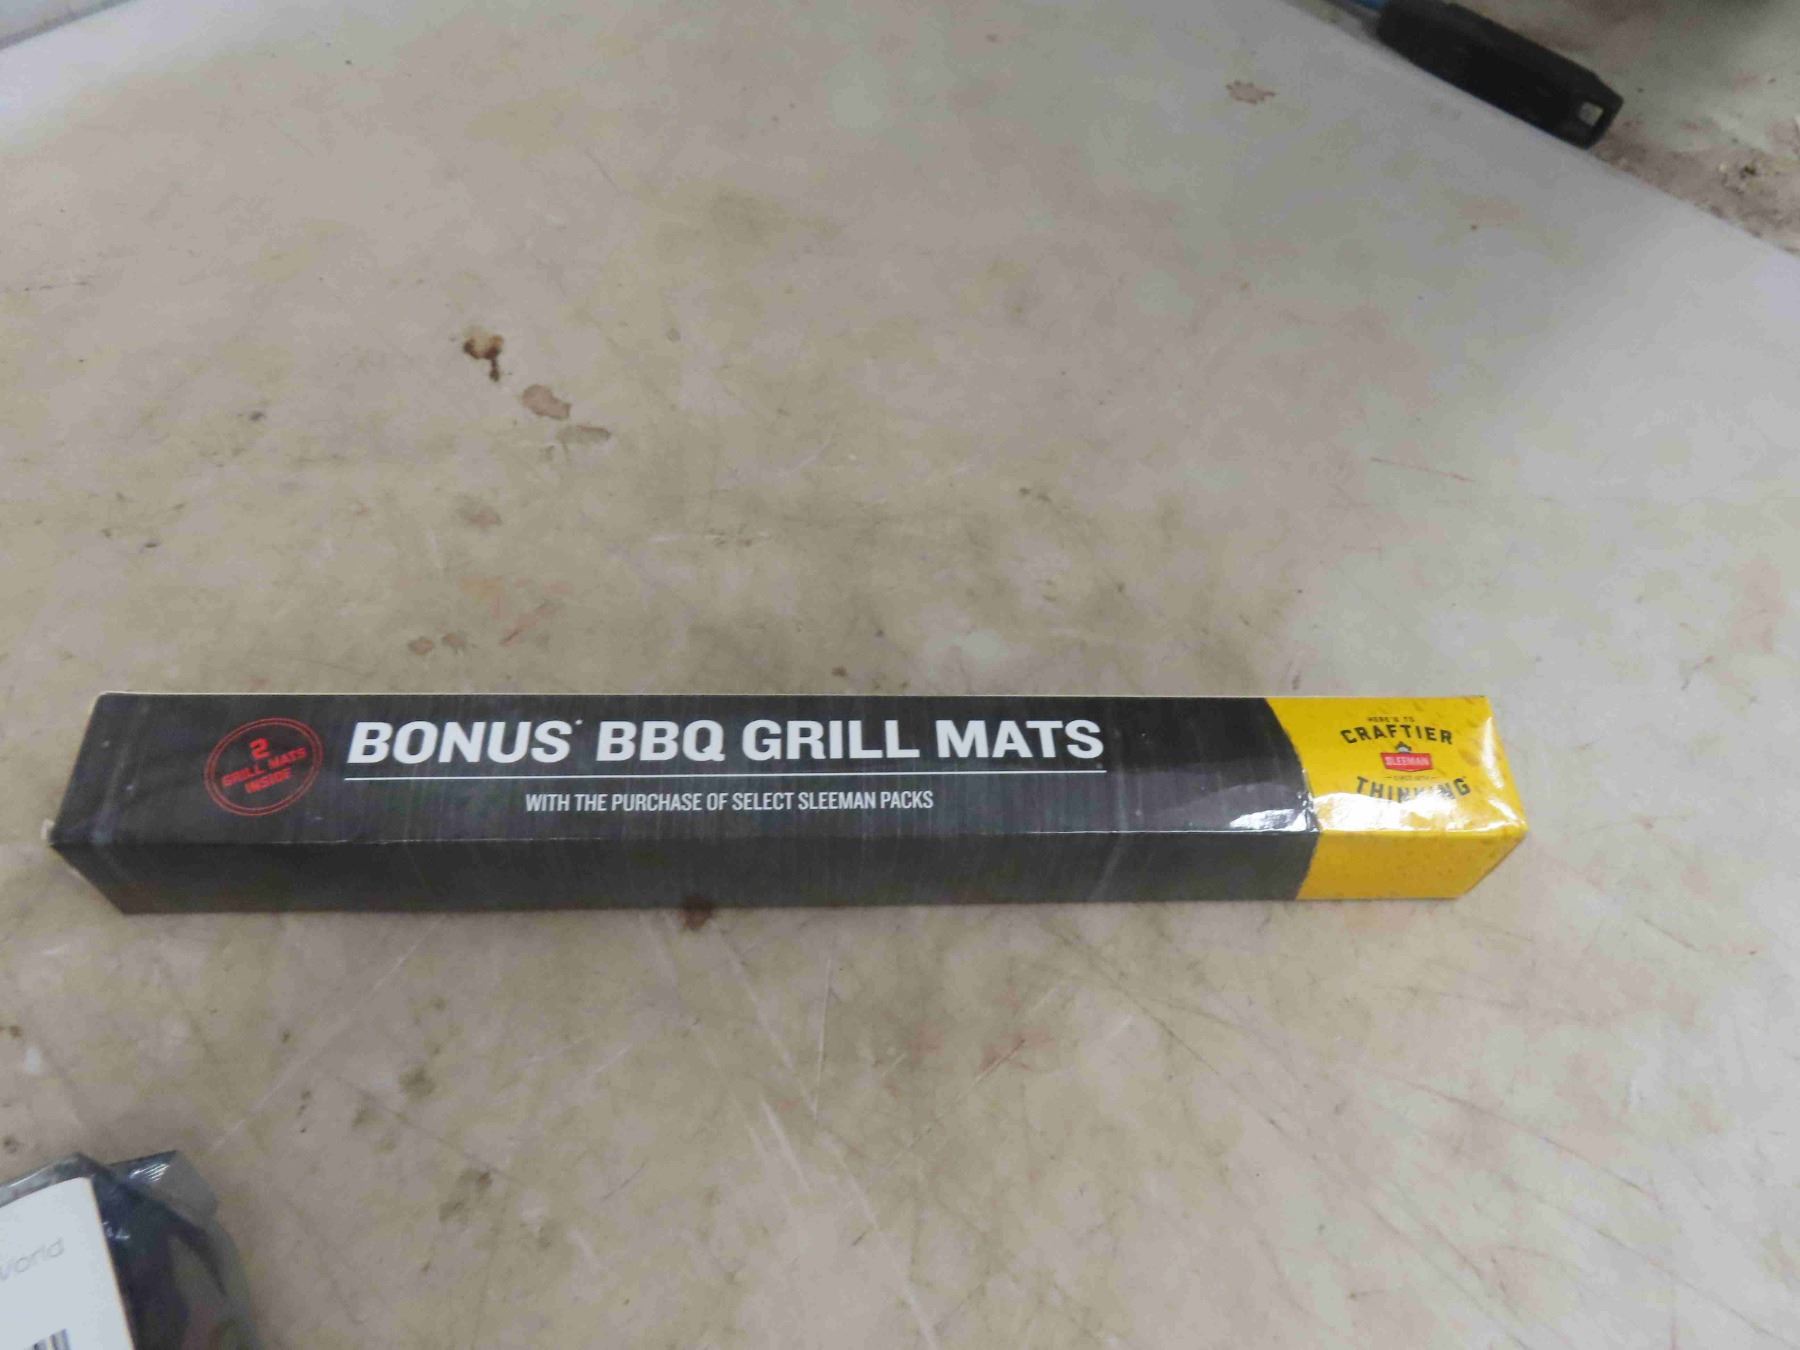 2
GRILL MATS
INSIDE
BONUS* BBQ GRILL MATS
WITH THE PURCHASE OF SELECT SLEEMAN PACKS
HERE'S TO
CRAFTIER
SLEEMAN
THINKING
World